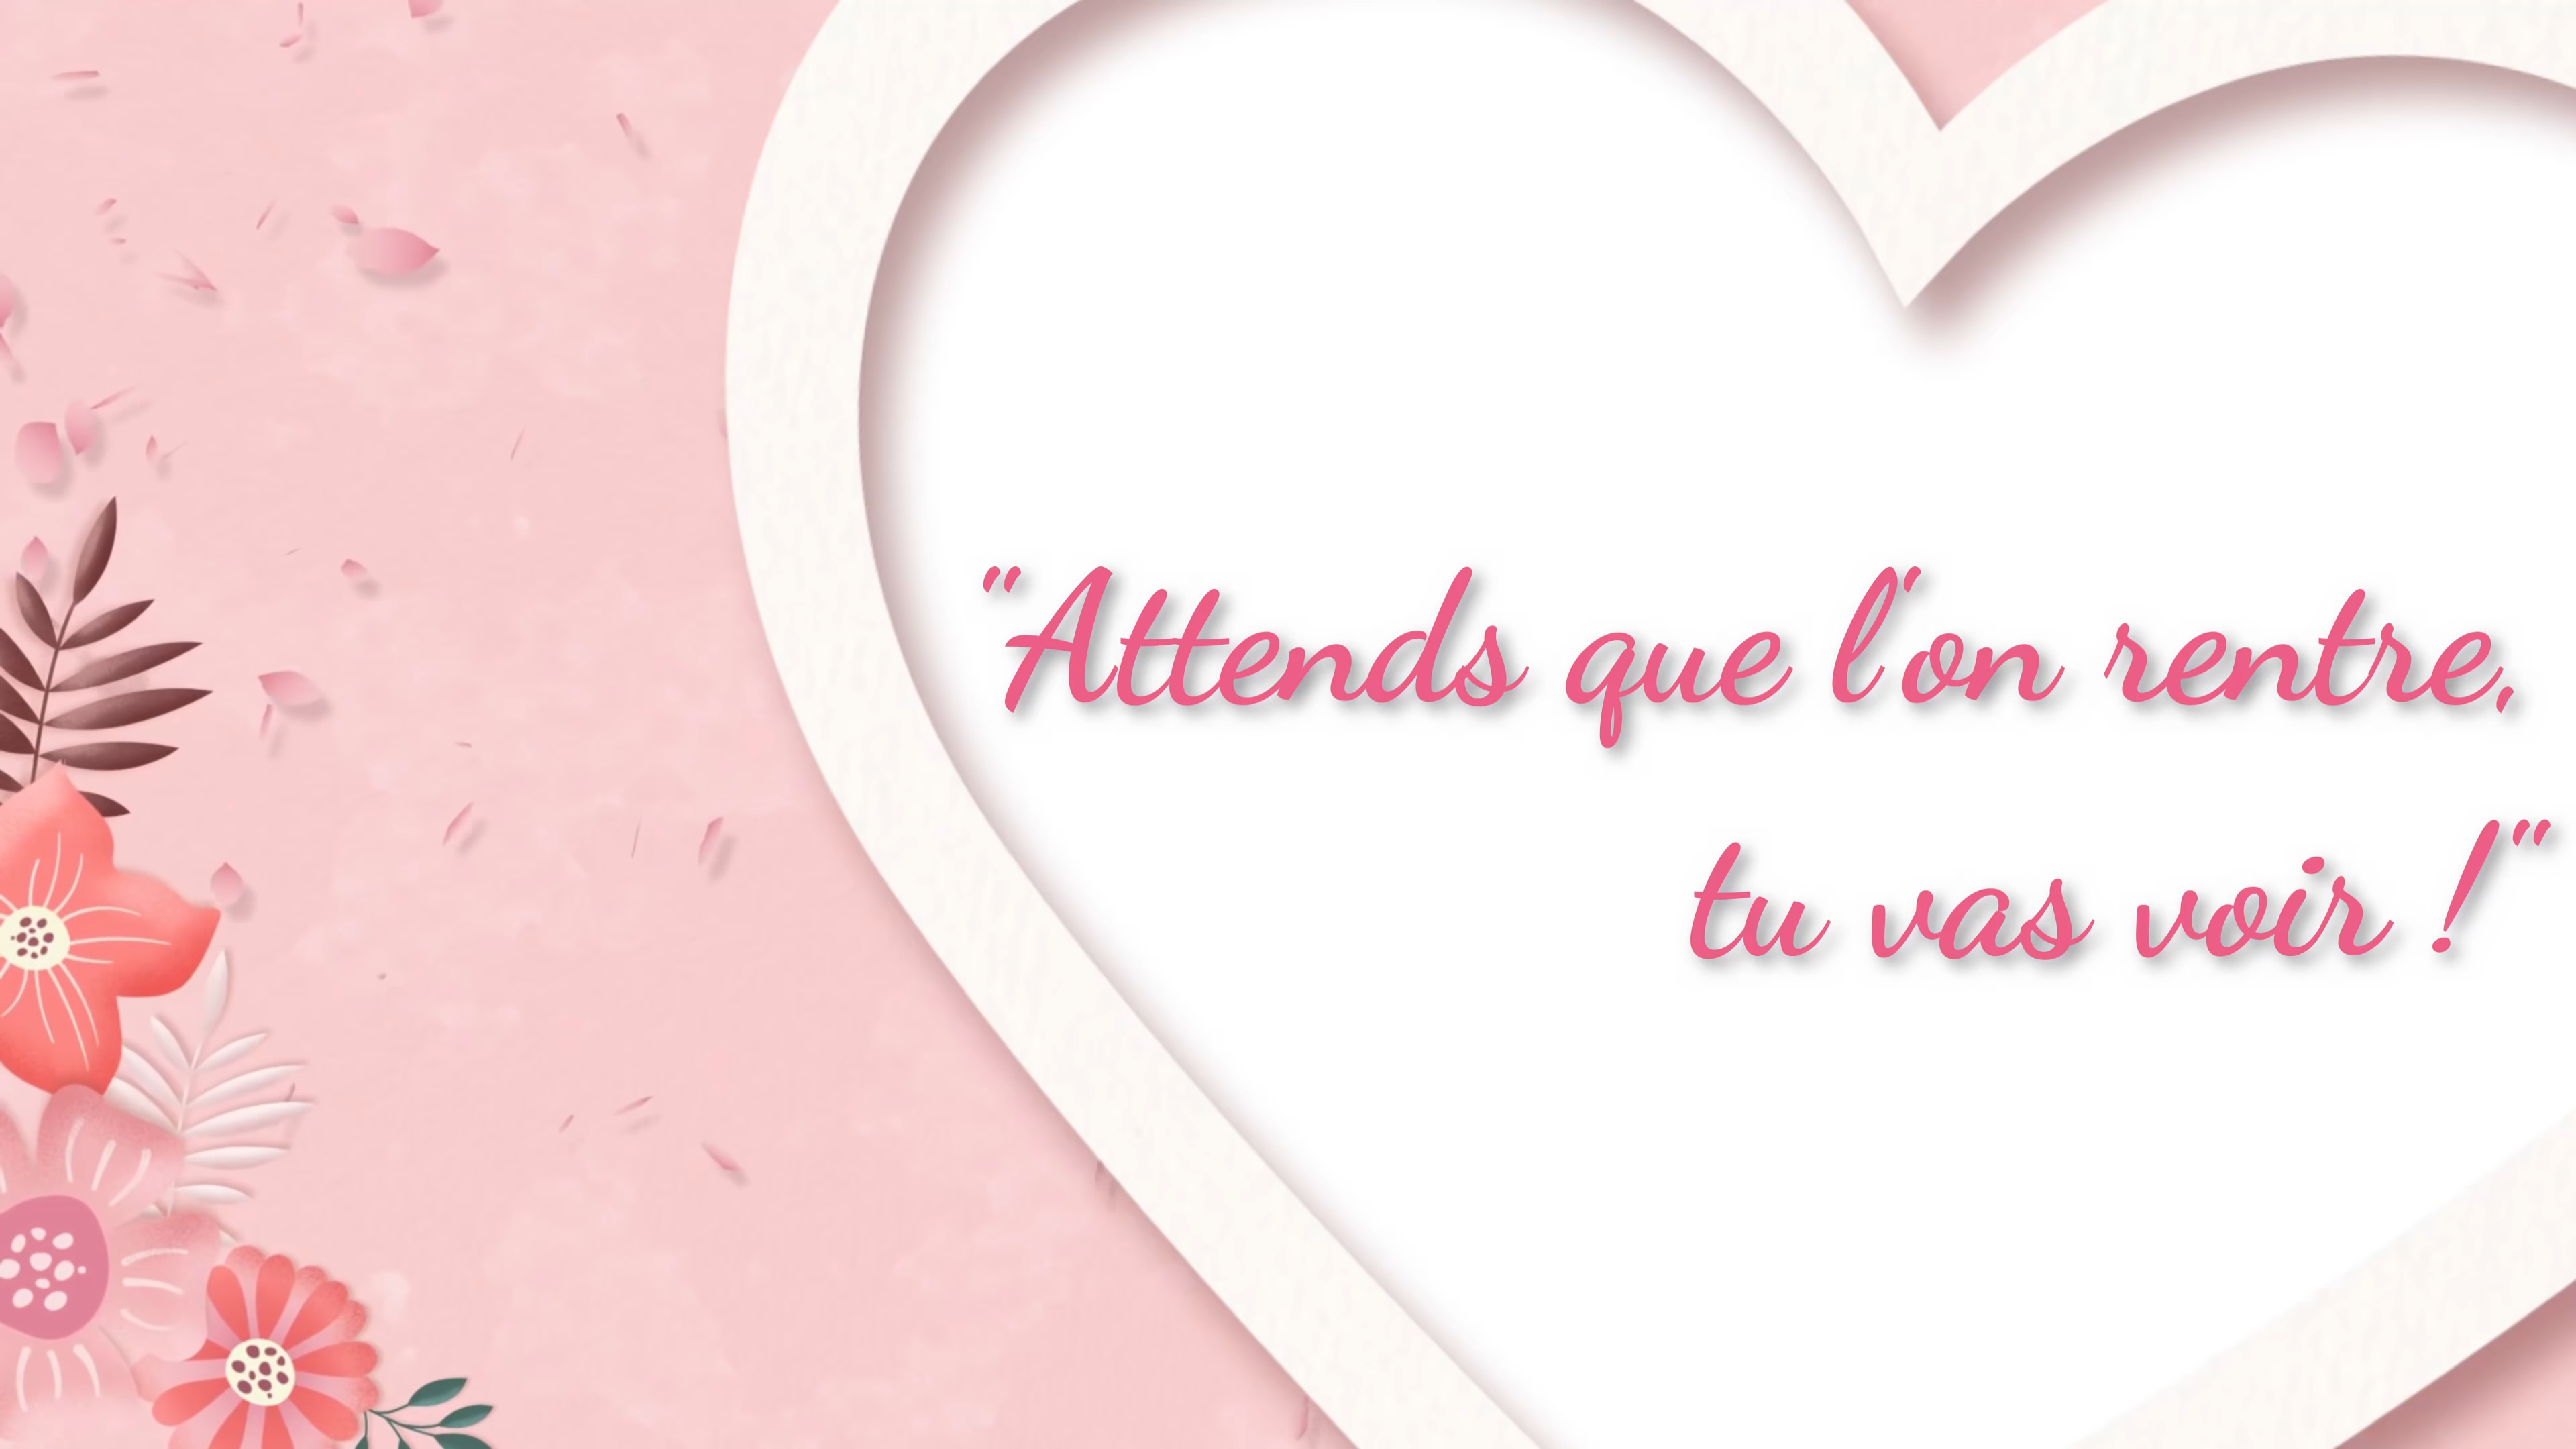 “Attends que l'on rentre,
tu vas voir !”